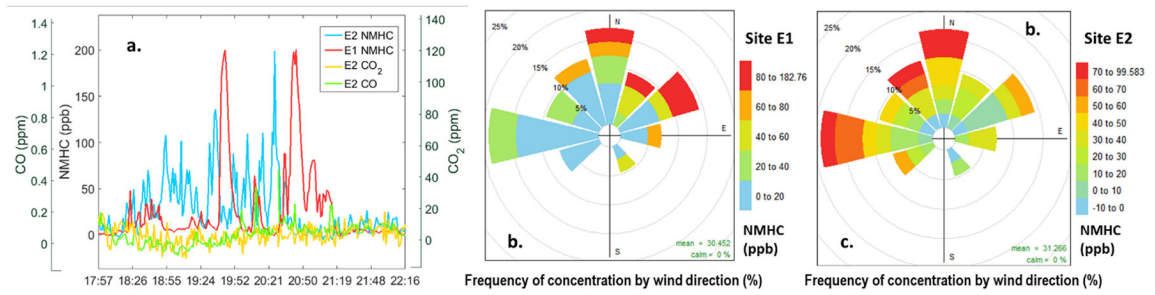 a.
E2 NMHC
E1 NMHC
E2 CO2
E2 CO
CO (ppm)
1.2
1
0.8
0.6
0.4
0.2
0
NMHC (ppb)
200
150
100
50
0
CO2 (ppm)
140
120
100
80
60
40
20
0
17:57 18:26 18:55 19:24 19:52 20:21 20:50 21:19 21:48 22:16
25%
20%
15%
10%
5%
N
E
S
b.
Site E1
80 to 182.76
60 to 80
40 to 60
20 to 40
0 to 20
NMHC
(ppb)
mean = 30.452
calm = 0 %
Frequency of concentration by wind direction (%)
25%
20%
15%
10%
5%
N
E
S
b.
c.
Site E2
70 to 99.583
60 to 70
50 to 60
40 to 50
30 to 40
20 to 30
10 to 20
0 to 10
-10 to 0
NMHC
(ppb)
mean = 31.266
calm = 0 %
Frequency of concentration by wind direction (%)